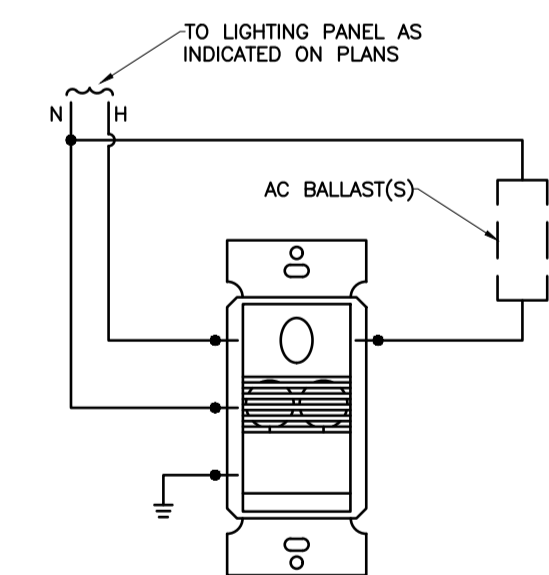 TO LIGHTING PANEL AS
INDICATED ON PLANS
N H
AC BALLAST(S)